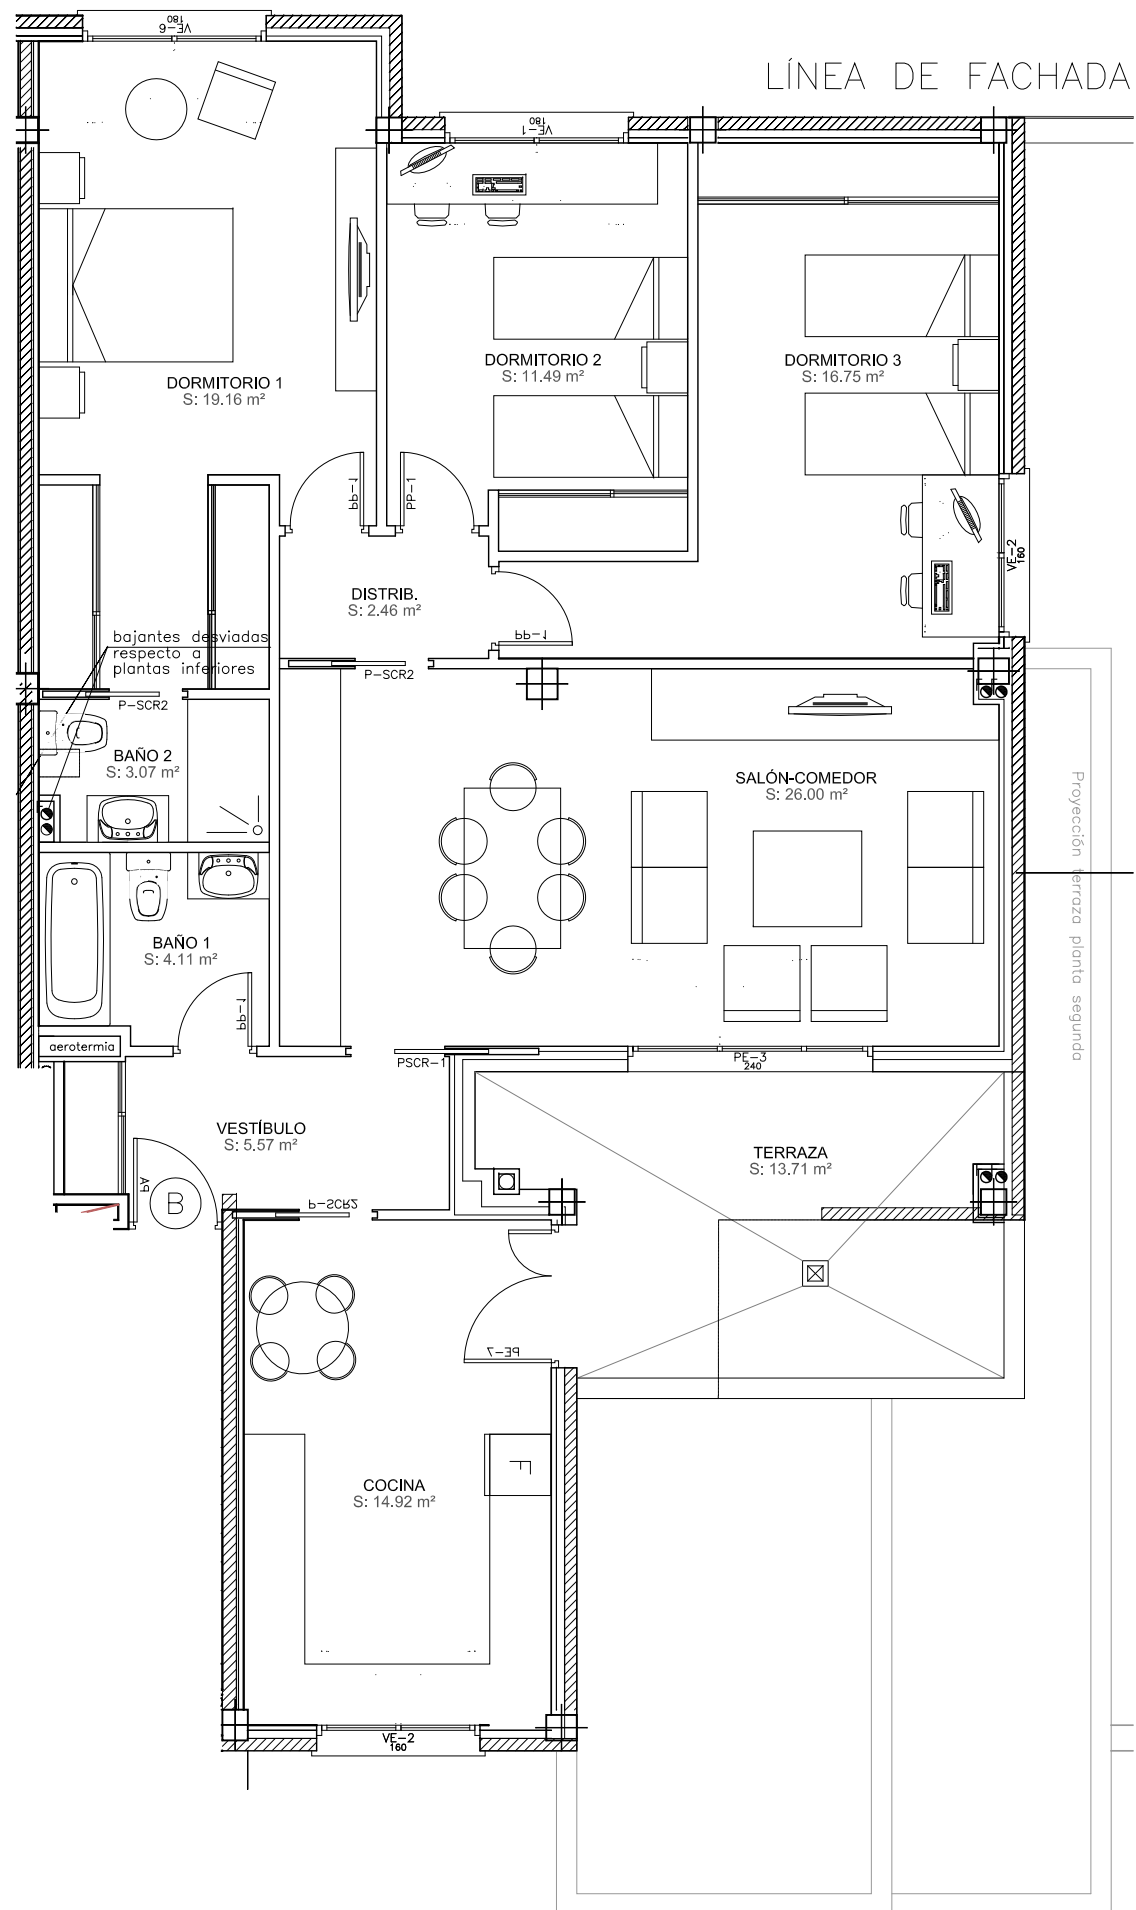 VE-6
180
LÍNEA DE FACHADA
VE-1
180
DORMITORIO 1
S: 19.16 m²
DORMITORIO 2
S: 11.49 m²
DORMITORIO 3
S: 16.75 m²
PP-1
PP-1
VE-2
160
DISTRIB.
S: 2.46 m²
PP-1
bajantes desviadas
respecto a
plantas inferiores
P-SCR2
P-SCR2
BAÑO 2
S: 3.07 m²
SALÓN-COMEDOR
S: 26.00 m²
Proyección terraza planta segunda
BAÑO 1
S: 4.11 m²
PP-1
aerotermia
PSCR-1
PE-3
240
VESTÍBULO
S: 5.57 m²
TERRAZA
S: 13.71 m²
PA
B
P-SCR2
PE-7
F
COCINA
S: 14.92 m²
VE-2
160